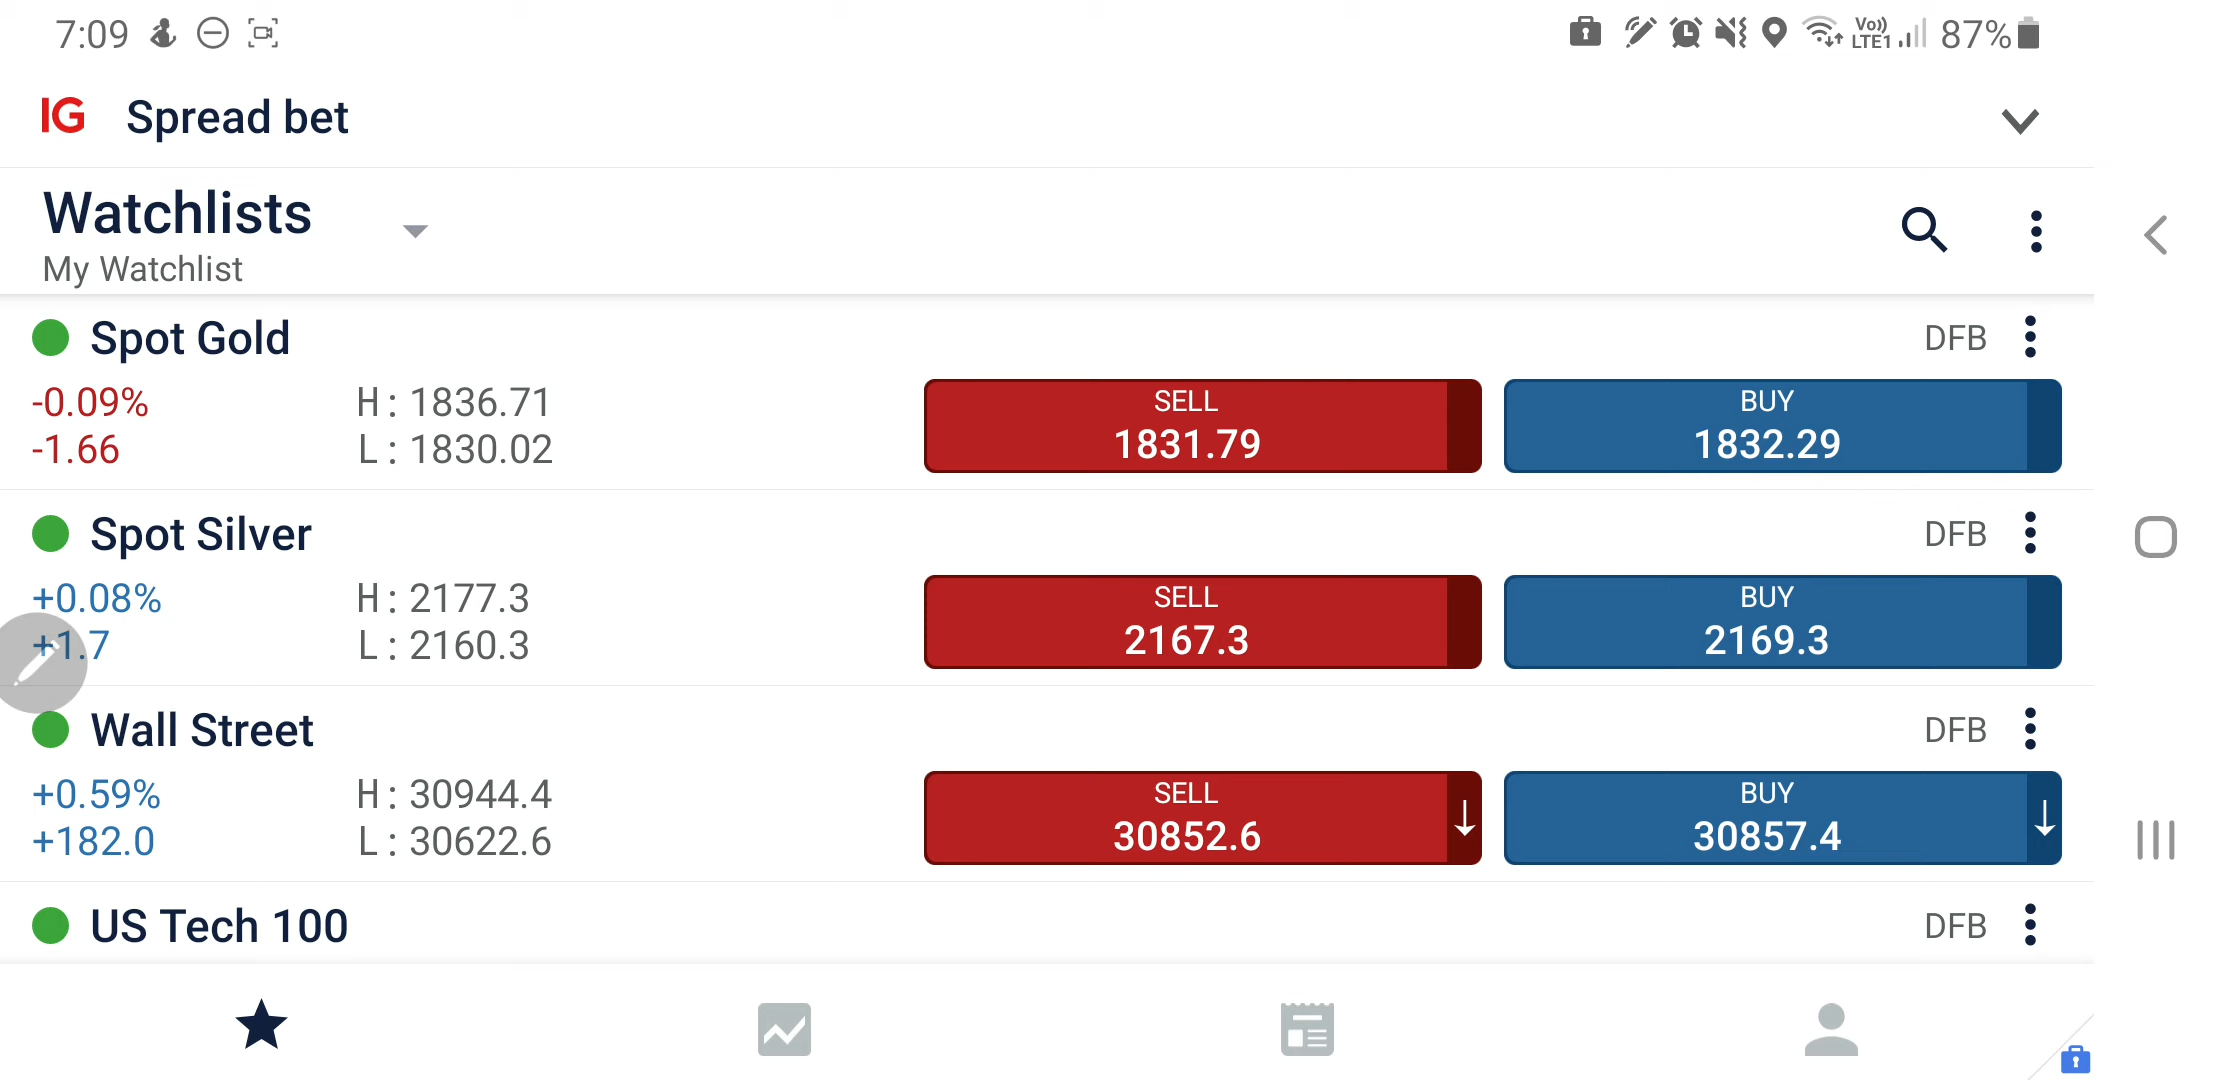 7:09 Vo)) LTE1 87%
IG Spread bet
Watchlists
My Watchlist
Spot Gold DFB
-0.09% H: 1836.71 SELL BUY
-1.66 L: 1830.02 1831.79 1832.29
Spot Silver DFB
+0.08% H: 2177.3 SELL BUY
+1.7 L: 2160.3 2167.3 2169.3
Wall Street DFB
+0.59% H: 30944.4 SELL BUY
+182.0 L: 30622.6 30852.6 30857.4
US Tech 100 DFB